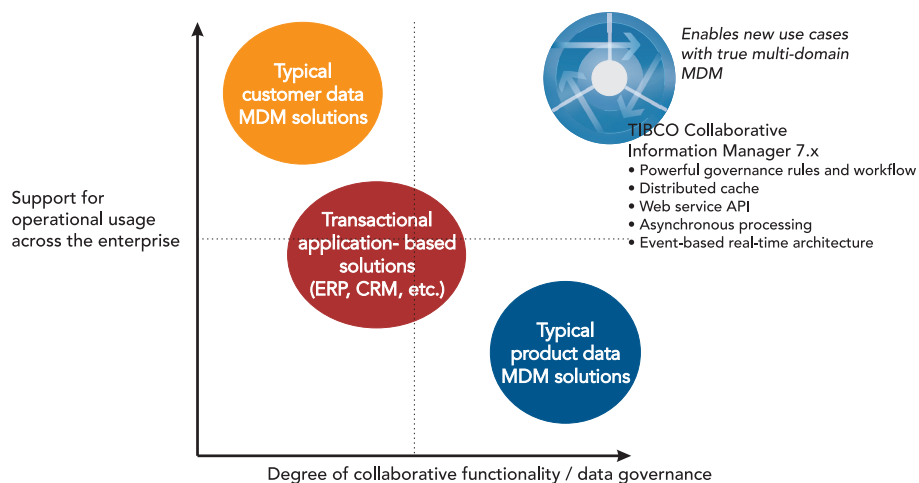 Typical
customer data
MDM solutions
Enables new use cases
with true multi-domain
MDM
TIBCO Collaborative
Information Manager 7.x
• Powerful governance rules and workflow
• Distributed cache
• Web service API
• Asynchronous processing
• Event-based real-time architecture
Support for
operational usage
across the enterprise
Transactional
application- based
solutions
(ERP, CRM, etc.)
Typical
product data
MDM solutions
Degree of collaborative functionality / data governance